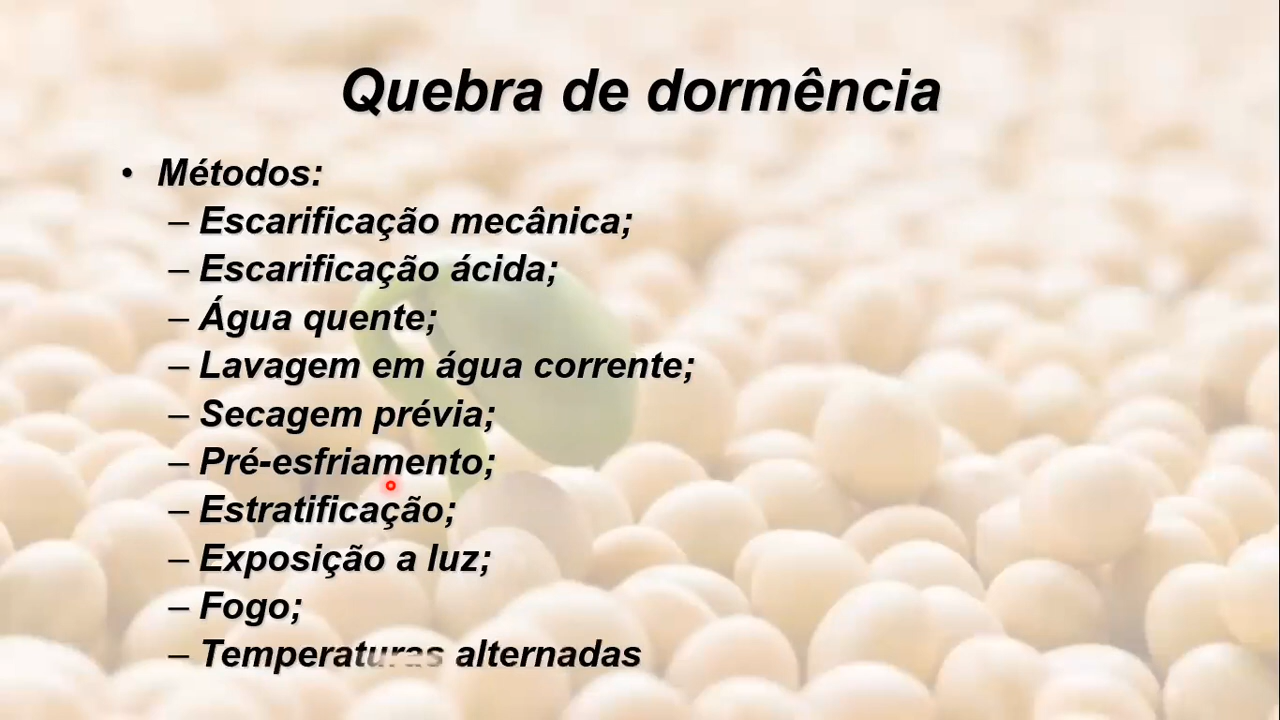 Quebra de dormência
• Métodos:
– Escarificação mecânica;
– Escarificação ácida;
– Água quente;
– Lavagem em água corrente;
– Secagem prévia;
– Pré-esfriamento;
– Estratificação;
– Exposição a luz;
– Fogo;
– Temperaturas alternadas